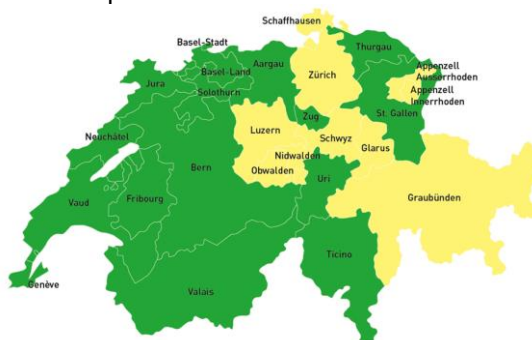 Schaffhausen
Basel-Stadt
Thurgau
Aargau
Basel-Land
Zürich
Appenzell
Ausserrhoden
Jura
Solothurn
Appenzell
Innerrhoden
Zug
St. Gallen
Luzern
Neuchâtel
Schwyz
Glarus
Nidwalden
Bern
Obwalden
Uri
Vaud
Fribourg
Graubünden
Ticino
Genève
Valais